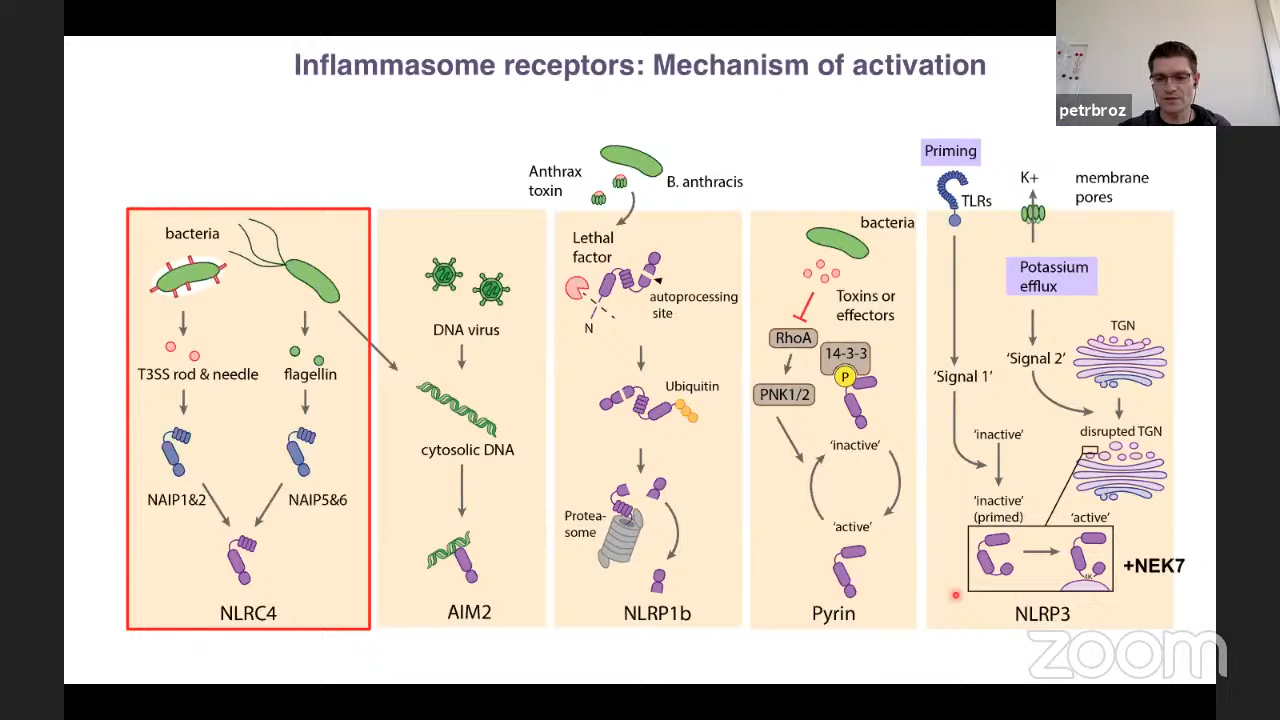 Inflammasome receptors: Mechanism of activation
petrbroz
bacteria
T3SS rod & needle
flagellin
NAIP1&2
NAIP5&6
NLRC4
DNA virus
cytosolic DNA
AIM2
Anthrax
toxin
B. anthracis
Lethal
factor
autoprocessing
site
N
Ubiquitin
Protea-
some
NLRP1b
bacteria
Toxins or
effectors
RhoA
14-3-3
P
PNK1/2
'inactive'
'active'
Pyrin
Priming
TLRs
K+
membrane
pores
Potassium
efflux
TGN
'Signal 2'
'Signal 1'
disrupted TGN
'inactive'
'inactive'
(primed)
'active'
4K
+NEK7
NLRP3
zoom